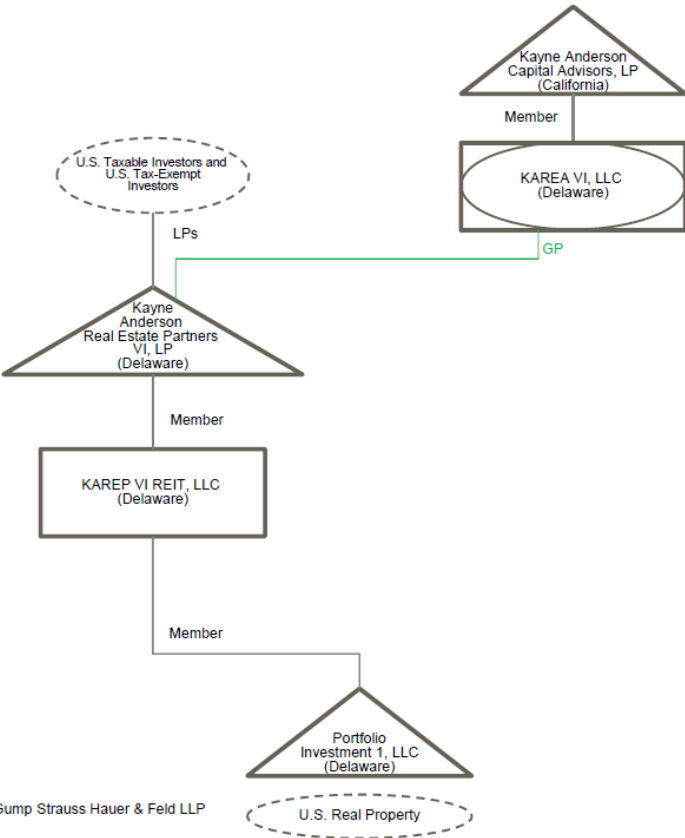 Kayne Anderson
Capital Advisors, LP
(California)
Member
U.S. Taxable Investors and
U.S. Tax-Exempt
Investors
KAREA VI, LLC
(Delaware)
LPs
GP
Kayne
Anderson
Real Estate Partners
VI, LP
(Delaware)
Member
KAREP VI REIT, LLC
(Delaware)
Member
Portfolio
Investment 1, LLC
(Delaware)
Gump Strauss Hauer & Feld LLP
U.S. Real Property